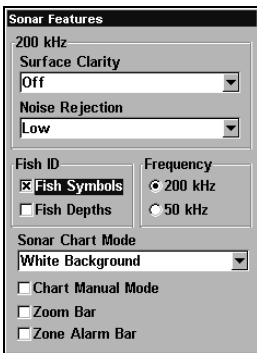 Sonar Features
200 kHz
Surface Clarity
Off
Noise Rejection
Low
Fish ID
Fish Symbols
Fish Depths
Frequency
200 kHz
50 kHz
Sonar Chart Mode
White Background
Chart Manual Mode
Zoom Bar
Zone Alarm Bar